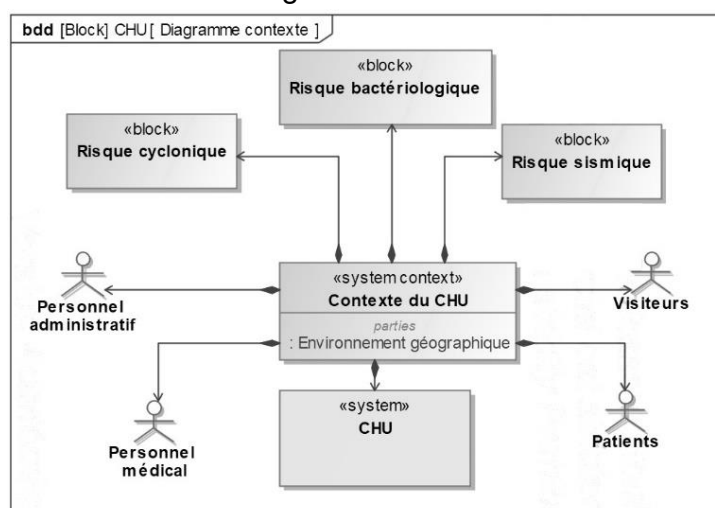 bdd [Block] CHU[ Diagramme contexte ]
«block»
Risque bactériologique
«block»
Risque cyclonique
«block»
Risque sismique
«system context»
Contexte du CHU
parties
: Environnement géographique
Personnel
administratif
Visiteurs
Personnel
médical
«system»
CHU
Patients